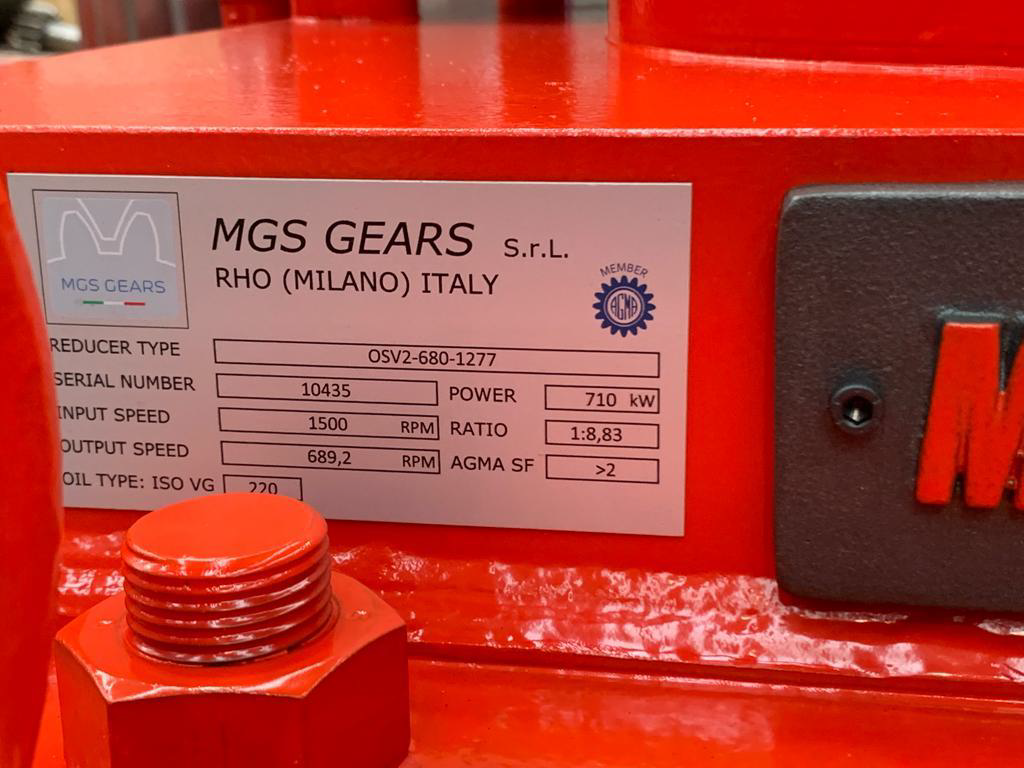 MGS GEARS
MGS GEARS S.r.L.
RHO (MILANO) ITALY
MEMBER
AGMA
REDUCER TYPE OSV2-680-1277
SERIAL NUMBER 10435 POWER 710 kW
INPUT SPEED 1500 RPM RATIO 1:8,83
OUTPUT SPEED 689,2 RPM AGMA SF >2
OIL TYPE: ISO VG 220
M